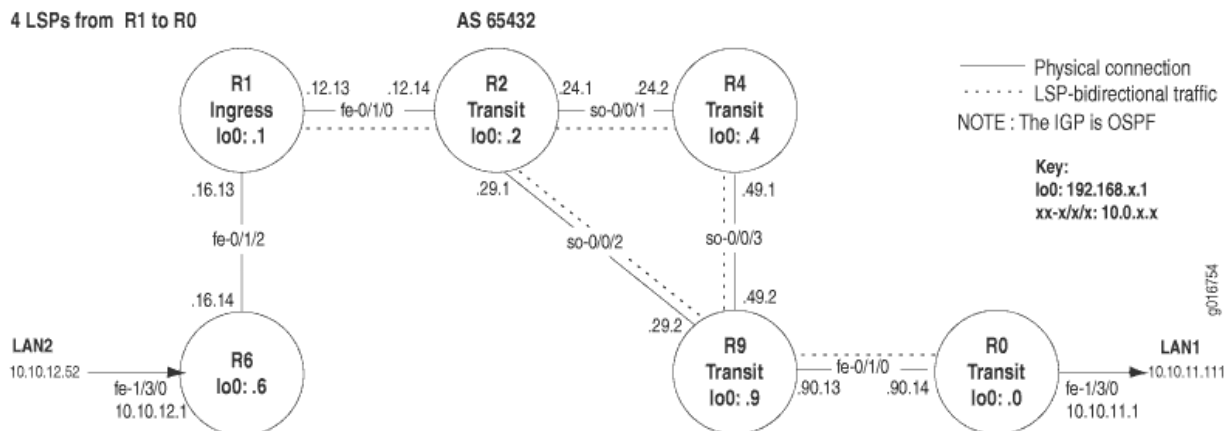 4 LSPs from R1 to R0
AS 65432
R1
Ingress
lo0: .1
.12.13
.12.14
fe-0/1/0
R2
Transit
lo0: .2
.24.1
.24.2
so-0/0/1
R4
Transit
lo0: .4
Physical connection
LSP-bidirectional traffic
NOTE : The IGP is OSPF
Key:
lo0: 192.168.x.1
xx-x/x/x: 10.0.x.x
.16.13
.29.1
.49.1
fe-0/1/2
so-0/0/2
so-0/0/3
.16.14
.29.2
.49.2
g016754
LAN2
10.10.12.52
fe-1/3/0
10.10.12.1
R6
lo0: .6
R9
Transit
lo0: .9
fe-0/1/0
.90.13
.90.14
R0
Transit
lo0: .0
LAN1
10.10.11.111
fe-1/3/0
10.10.11.1